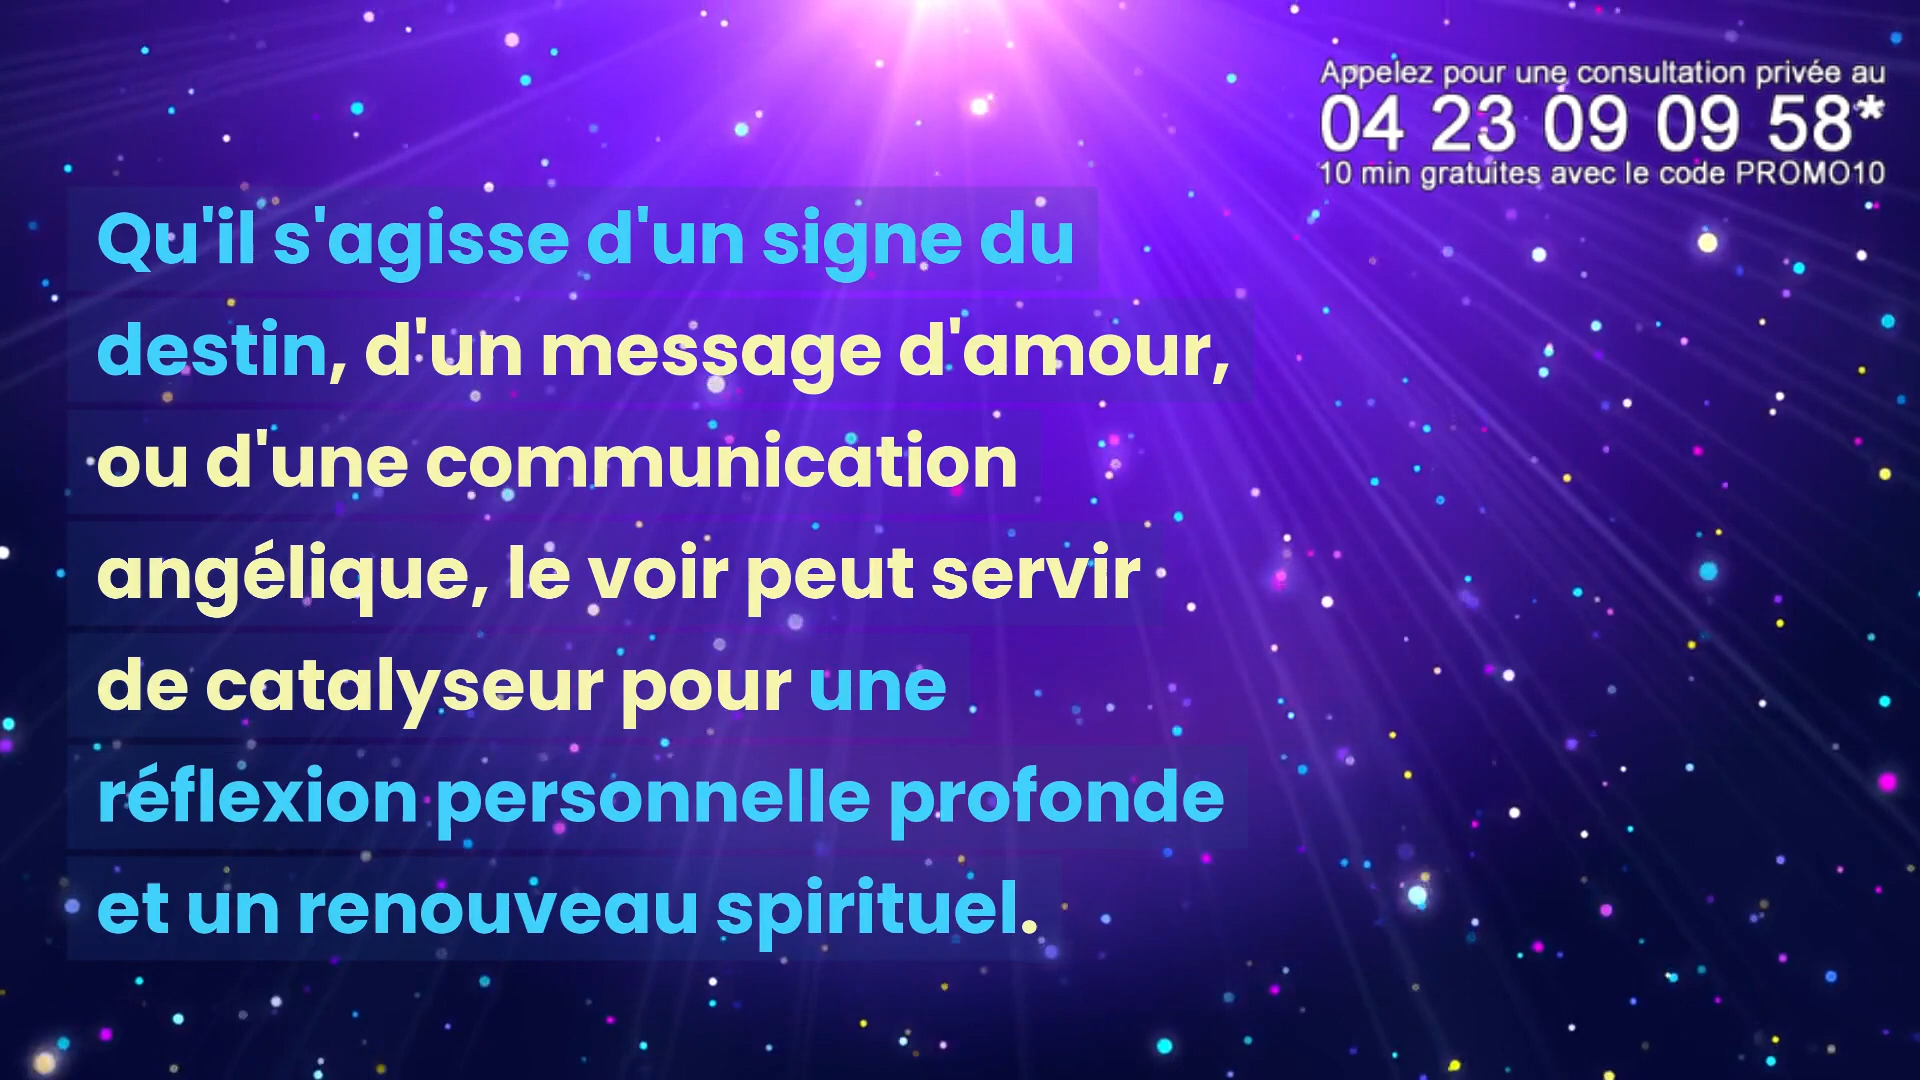 Appelez pour une consultation privée au
04 23 09 09 58*
10 min gratuites avec le code PROMO10
Qu'il s'agisse d'un signe du
destin, d'un message d'amour,
ou d'une communication
angélique, le voir peut servir
de catalyseur pour une
réflexion personnelle profonde
et un renouveau spirituel.